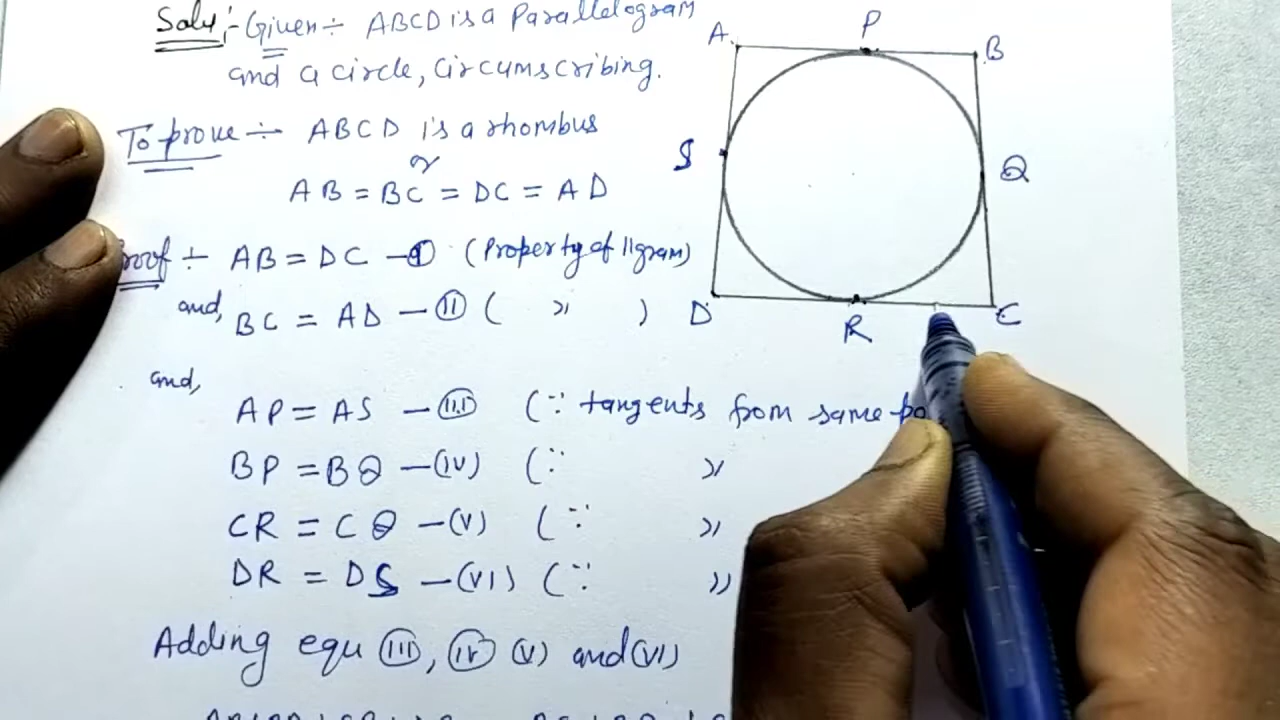 Solu:- Given ÷ ABCD is a Parallelogram
and a circle, circumscribing.
To prove ÷ ABCD is a rhombus
or
AB = BC = DC = AD
Proof ÷ AB = DC — (I) (Property of ||gram)
and, BC = AD — (II) ( " )
and,
AP = AS — (III) (∵ tangents from same
BP = BQ — (IV) (∵ "
CR = CQ — (V) (∵ "
DR = DS — (VI) (∵ "
Adding equ (III), (IV) (V) and (VI)
A P B
S Q
D R C